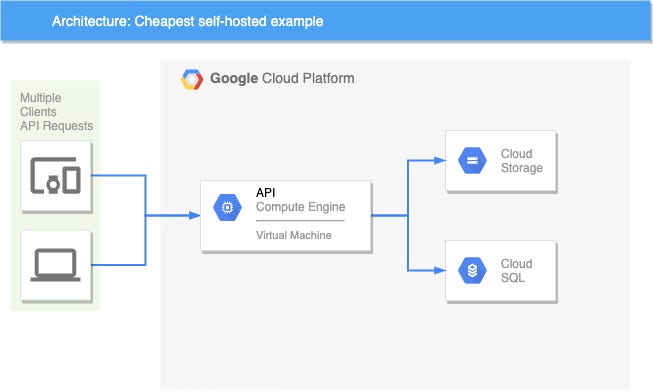 Architecture: Cheapest self-hosted example
Google Cloud Platform
Multiple
Clients
API Requests
API
Compute Engine
Virtual Machine
Cloud
Storage
Cloud
SQL